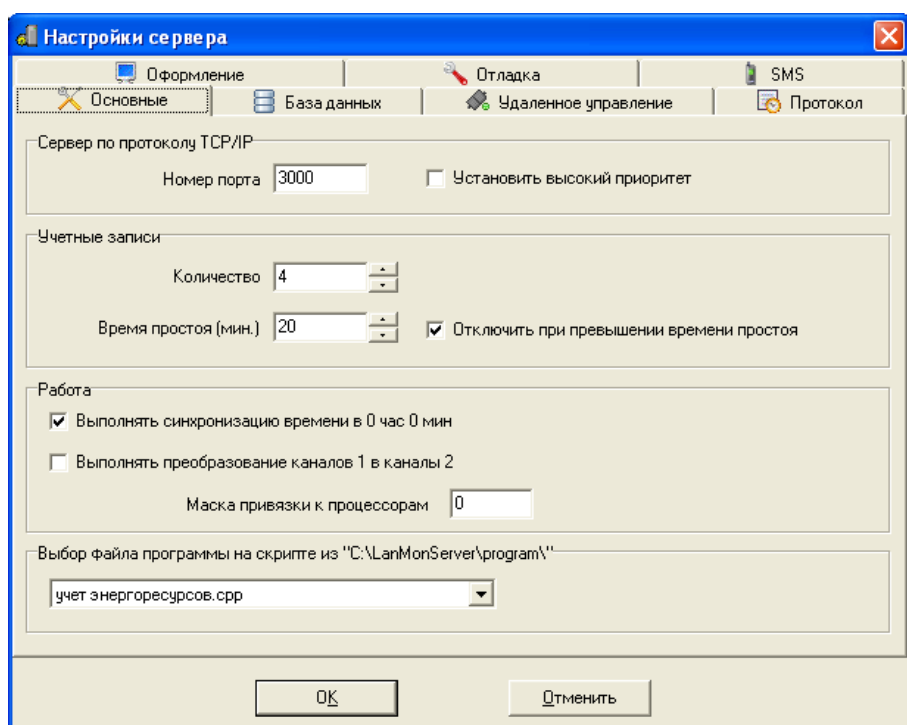 Настройки сервера
Оформление Отладка SMS
Основные База данных Удаленное управление Протокол
Сервер по протоколу TCP/IP
Номер порта 3000 Установить высокий приоритет
Учетные записи
Количество 4
Время простоя (мин.) 20 Отключить при превышении времени простоя
Работа
Выполнять синхронизацию времени в 0 час 0 мин
Выполнять преобразование каналов 1 в каналы 2
Маска привязки к процессорам 0
Выбор файла программы на скрипте из "C:\LanMonServer\program\"
учет энергоресурсов.cpp
OK Отменить